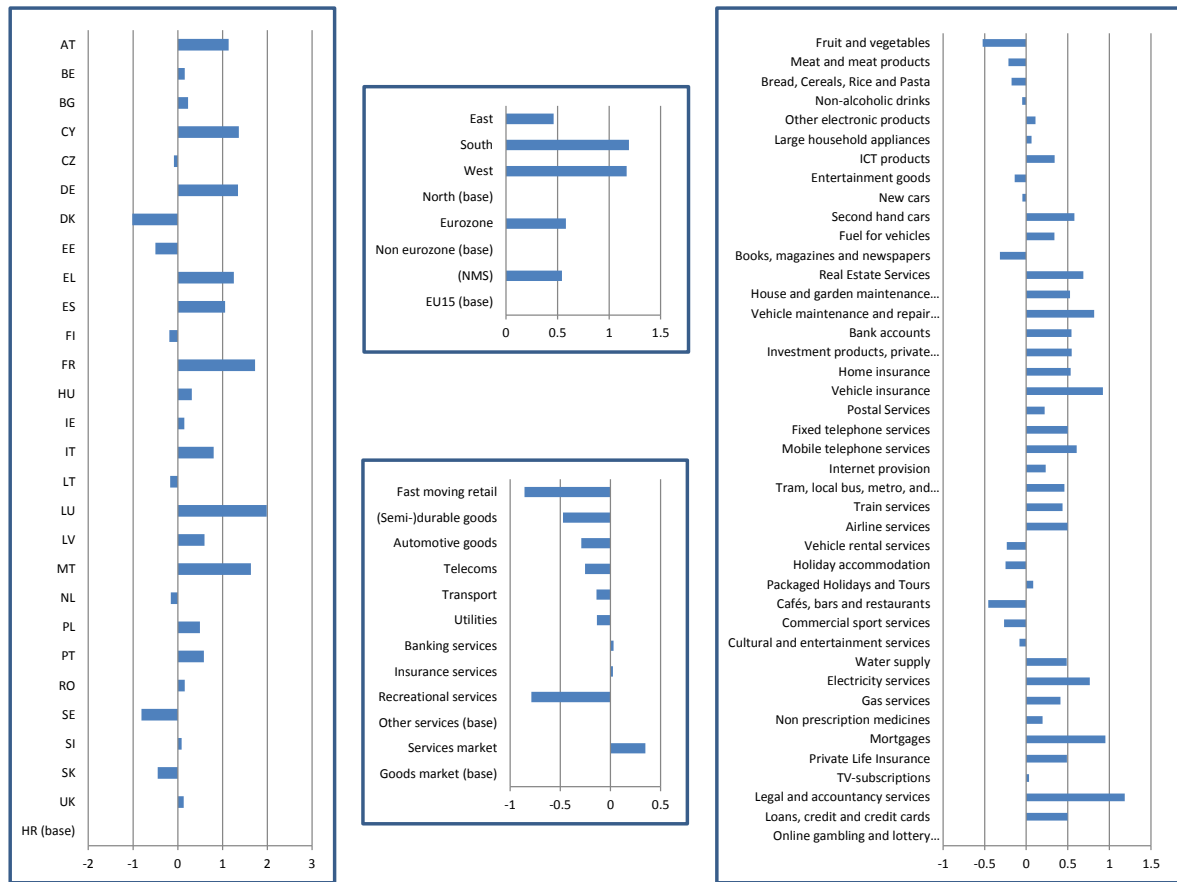 AT
BE
BG
CY
CZ
DE
DK
EE
EL
ES
FI
FR
HU
IE
IT
LT
LU
LV
MT
NL
PL
PT
RO
SE
SI
SK
UK
HR (base)
-2 -1 0 1 2 3
East
South
West
North (base)
Eurozone
Non eurozone (base)
(NMS)
EU15 (base)
0 0.5 1 1.5
Fast moving retail
(Semi-)durable goods
Automotive goods
Telecoms
Transport
Utilities
Banking services
Insurance services
Recreational services
Other services (base)
Services market
Goods market (base)
-1 -0.5 0 0.5
Fruit and vegetables
Meat and meat products
Bread, Cereals, Rice and Pasta
Non-alcoholic drinks
Other electronic products
Large household appliances
ICT products
Entertainment goods
New cars
Second hand cars
Fuel for vehicles
Books, magazines and newspapers
Real Estate Services
House and garden maintenance...
Vehicle maintenance and repair...
Bank accounts
Investment products, private...
Home insurance
Vehicle insurance
Postal Services
Fixed telephone services
Mobile telephone services
Internet provision
Tram, local bus, metro, and...
Train services
Airline services
Vehicle rental services
Holiday accommodation
Packaged Holidays and Tours
Cafés, bars and restaurants
Commercial sport services
Cultural and entertainment services
Water supply
Electricity services
Gas services
Non prescription medicines
Mortgages
Private Life Insurance
TV-subscriptions
Legal and accountancy services
Loans, credit and credit cards
Online gambling and lottery...
-1 -0.5 0 0.5 1 1.5